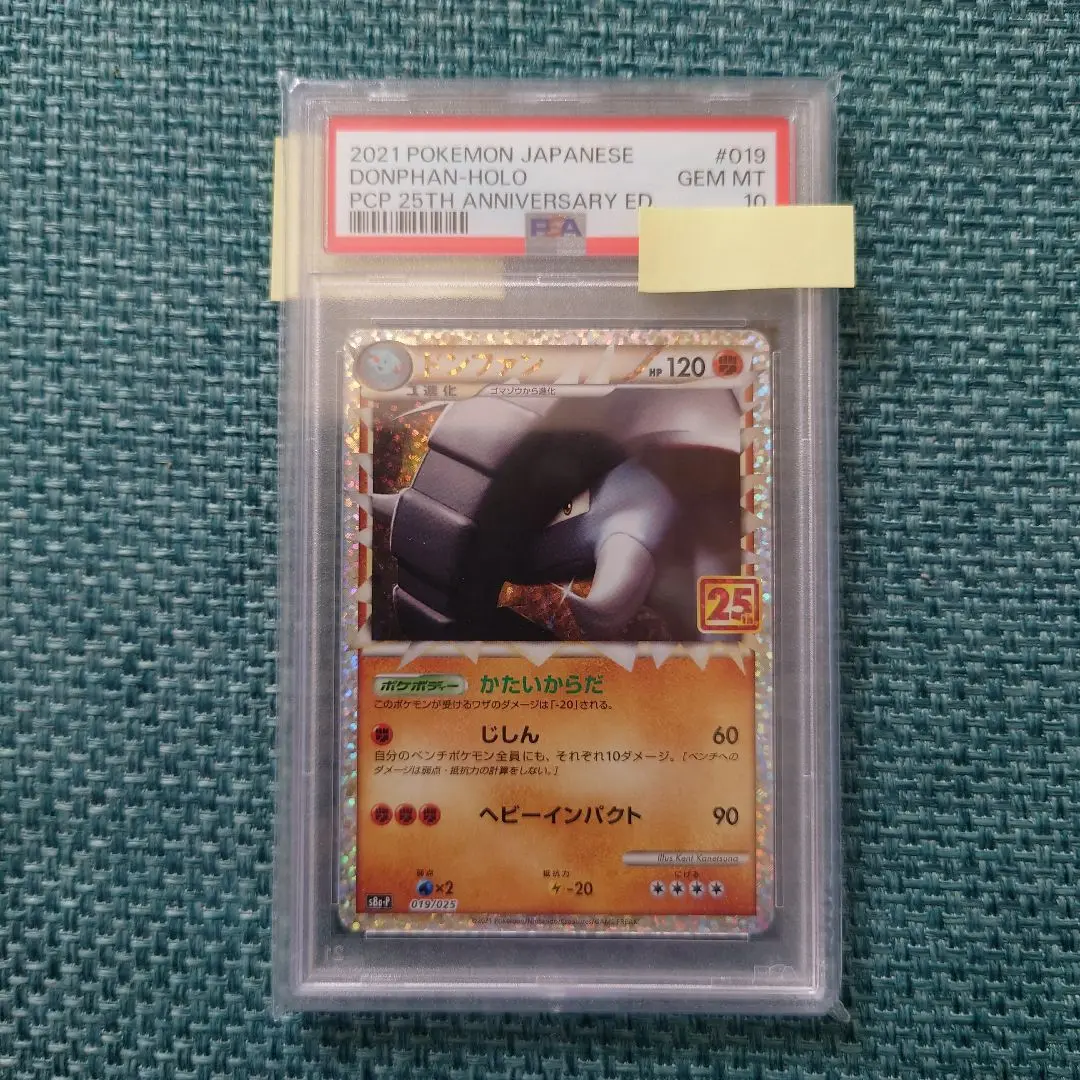 2021 POKEMON JAPANESE #019
DONPHAN-HOLO GEM MT
PCP 25TH ANNIVERSARY ED 10
PSA
ドンファン HP 120
1進化 ゴマゾウから進化
25th
ポケボディー かたいからだ
このポケモンが受けるワザのダメージは「-20」される。
じしん 60
自分のベンチポケモン全員にも、それぞれ10ダメージ。[ベンチへの
ダメージは弱点・抵抗力の計算をしない。]
ヘビーインパクト 90
Illus. Kent Kanetsuna
弱点 抵抗力 にげる
×2 -20
s8a-P 019/025
©2021 Pokémon/Nintendo/Creatures/GAME FREAK.
PSA